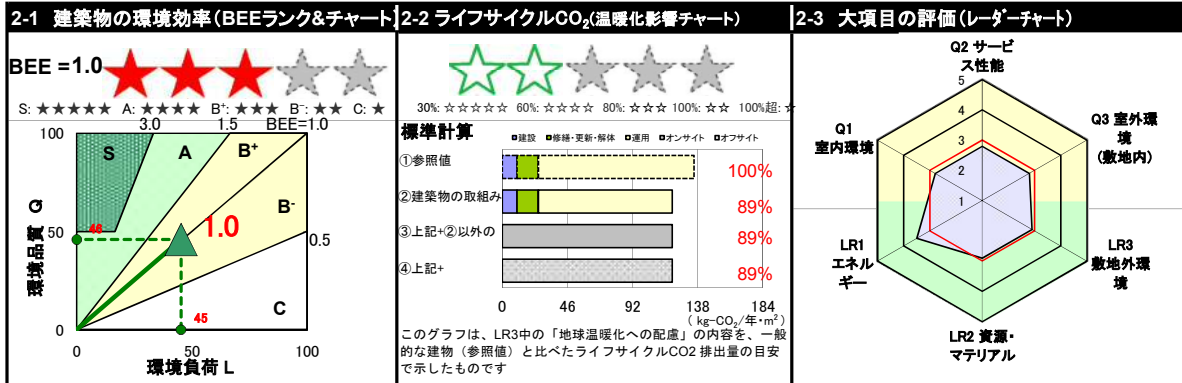 2-1 建築物の環境効率(BEEランク&チャート)
BEE =1.0
S: ★★★★★ A: ★★★★ B+: ★★★ B-: ★★ C: ★
3.0 1.5 BEE=1.0
100
S
A
B+
B-
C
0.5
50
46
1.0
45
0
0 50 100
環境品質 Q
環境負荷 L
2-2 ライフサイクルCO2(温暖化影響チャート)
30%: ☆☆☆☆☆ 60%: ☆☆☆☆ 80%: ☆☆☆ 100%: ☆☆ 100%超: ☆
標準計算
建設 修繕・更新・解体 運用 オンサイト オフサイト
①参照値 100%
②建築物の取組み 89%
③上記+②以外の 89%
④上記+ 89%
0 46 92 138 184
( kg-CO2/年・m2 )
このグラフは、LR3中の「地球温暖化への配慮」の内容を、一般
的な建物（参照値）と比べたライフサイクルCO2 排出量の目安
で示したものです
2-3 大項目の評価(レーダーチャート)
Q2 サービ
ス性能
Q1
室内環境
Q3 室外環
境
(敷地内)
5
4
3
2
1
LR1
エネル
ギー
LR3
敷地外環
境
LR2 資源・
マテリアル